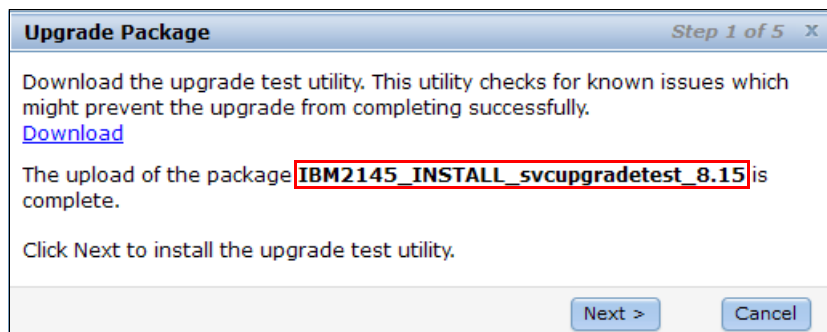 Upgrade Package Step 1 of 5 x
Download the upgrade test utility. This utility checks for known issues which
might prevent the upgrade from completing successfully.
Download
The upload of the package IBM2145_INSTALL_svcupgradetest_8.15 is
complete.
Click Next to install the upgrade test utility.
Next > Cancel